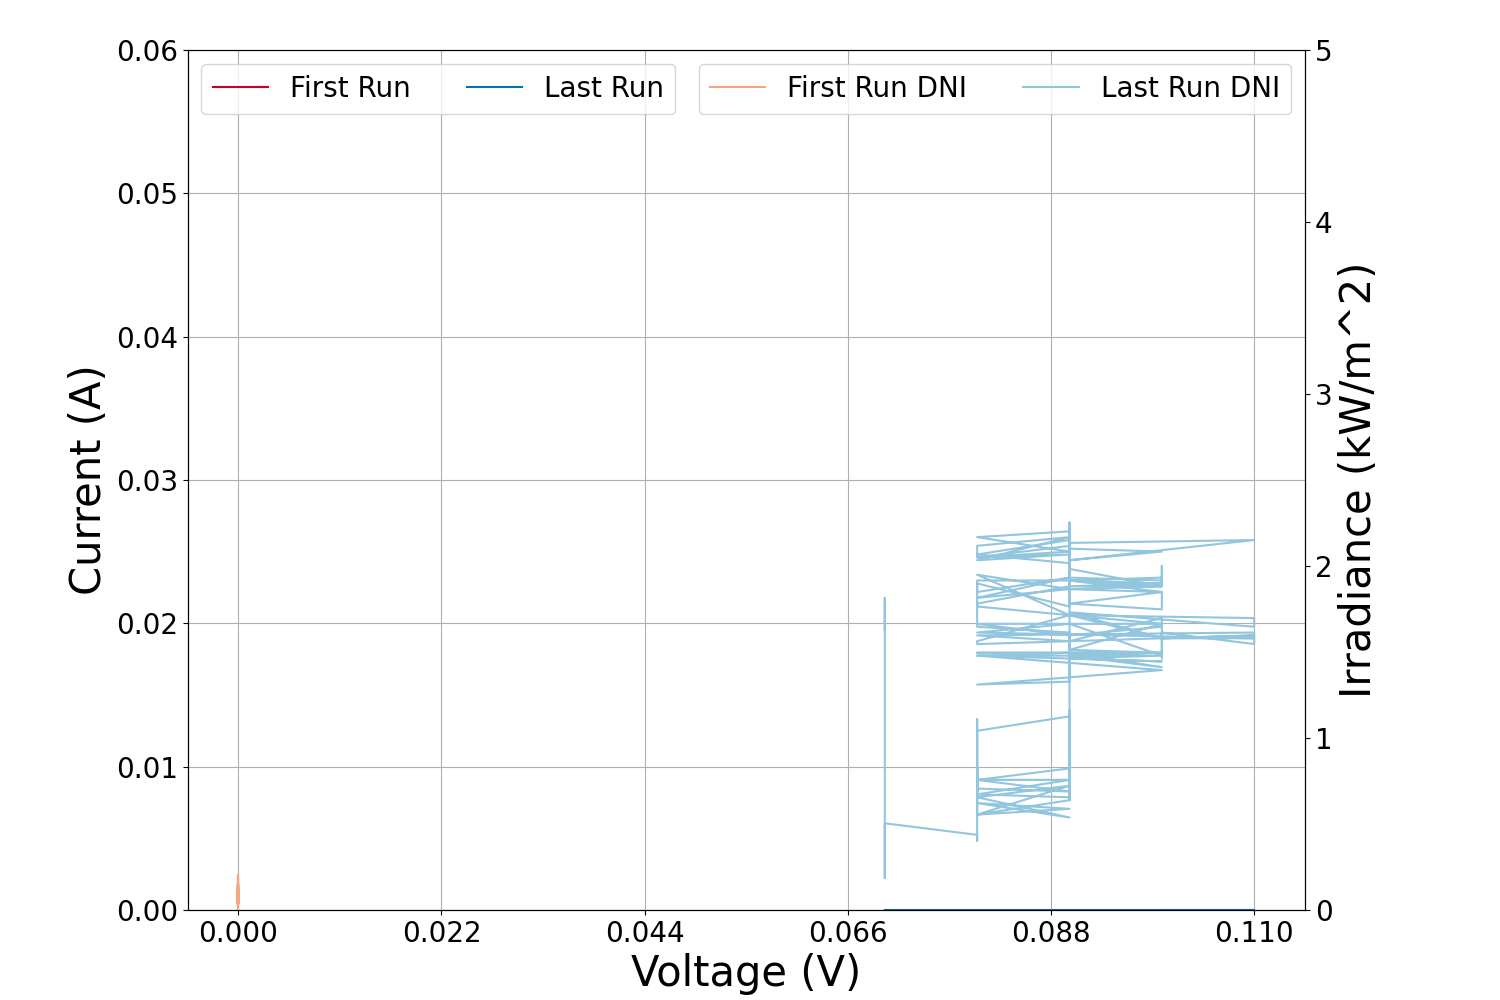 First Run
Last Run
First Run DNI
Last Run DNI
0.06
0.05
0.04
0.03
0.02
0.01
0.00
Current (A)
5
4
3
2
1
0
Irradiance (kW/m^2)
0.000
0.022
0.044
0.066
0.088
0.110
Voltage (V)